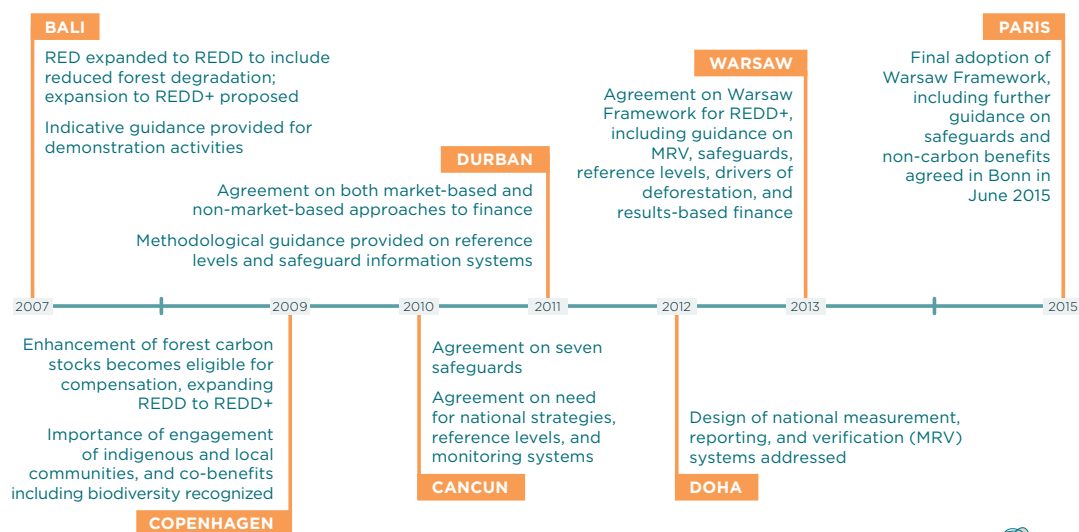 BALI
RED expanded to REDD to include
reduced forest degradation;
expansion to REDD+ proposed
Indicative guidance provided for
demonstration activities
DURBAN
Agreement on both market-based and
non-market-based approaches to finance
Methodological guidance provided on reference
levels and safeguard information systems
WARSAW
Agreement on Warsaw
Framework for REDD+,
including guidance on
MRV, safeguards,
reference levels, drivers of
deforestation, and
results-based finance
PARIS
Final adoption of
Warsaw Framework,
including further
guidance on
safeguards and
non-carbon benefits
agreed in Bonn in
June 2015
2007 2009 2010 2011 2012 2013 2015
Enhancement of forest carbon
stocks becomes eligible for
compensation, expanding
REDD to REDD+
Importance of engagement
of indigenous and local
communities, and co-benefits
including biodiversity recognized
COPENHAGEN
Agreement on seven
safeguards
Agreement on need
for national strategies,
reference levels, and
monitoring systems
CANCUN
Design of national measurement,
reporting, and verification (MRV)
systems addressed
DOHA